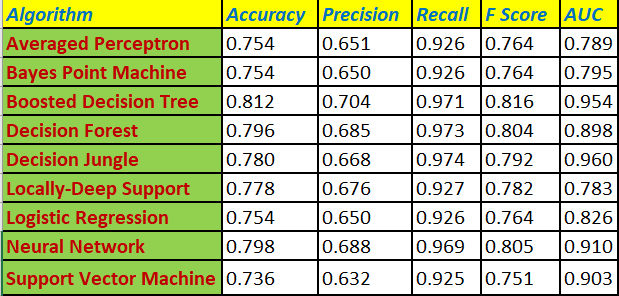 Algorithm Accuracy Precision Recall F Score AUC
Averaged Perceptron 0.754 0.651 0.926 0.764 0.789
Bayes Point Machine 0.754 0.650 0.926 0.764 0.795
Boosted Decision Tree 0.812 0.704 0.971 0.816 0.954
Decision Forest 0.796 0.685 0.973 0.804 0.898
Decision Jungle 0.780 0.668 0.974 0.792 0.960
Locally-Deep Support 0.778 0.676 0.927 0.782 0.783
Logistic Regression 0.754 0.650 0.926 0.764 0.826
Neural Network 0.798 0.688 0.969 0.805 0.910
Support Vector Machine 0.736 0.632 0.925 0.751 0.903